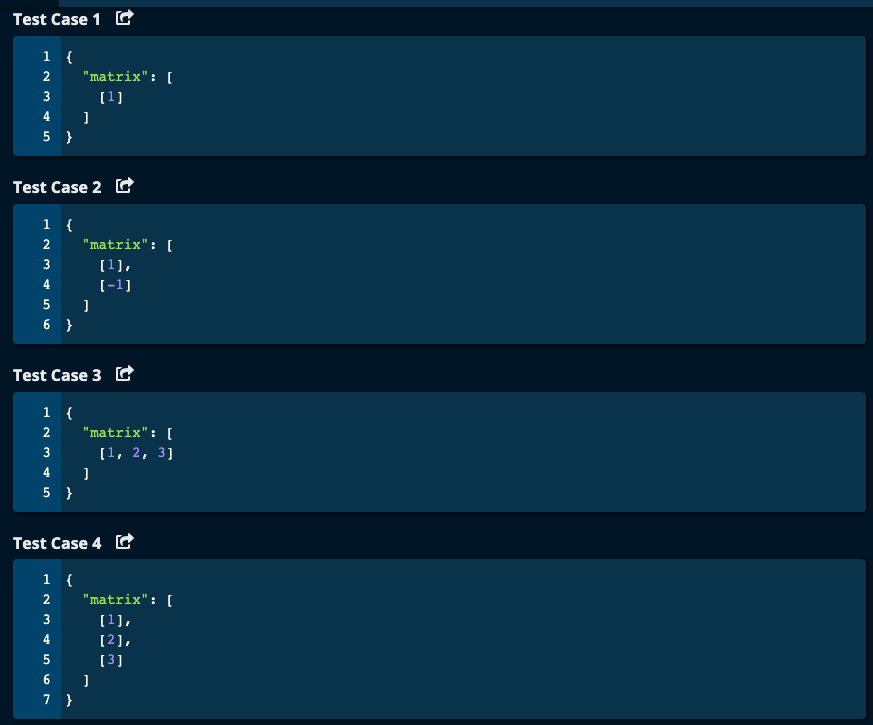 Test Case 1
1 {
2   "matrix": [
3     [1]
4   ]
5 }
Test Case 2
1 {
2   "matrix": [
3     [1],
4     [-1]
5   ]
6 }
Test Case 3
1 {
2   "matrix": [
3     [1, 2, 3]
4   ]
5 }
Test Case 4
1 {
2   "matrix": [
3     [1],
4     [2],
5     [3]
6   ]
7 }